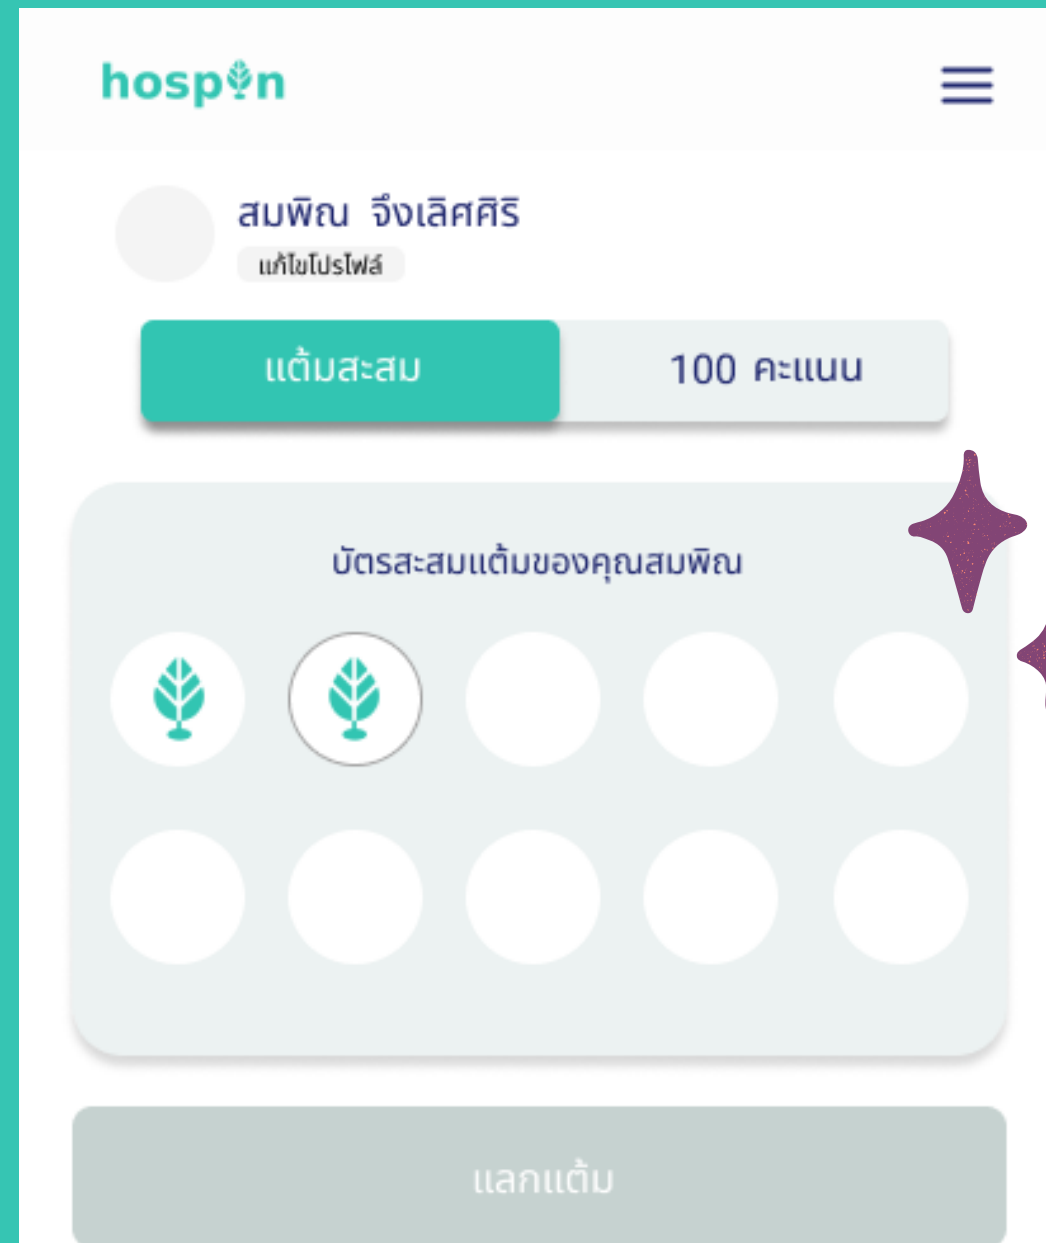 hospin
สมพิณ จึงเลิศศิริ
แก้ไขโปรไฟล์
แต้มสะสม
100 คะแนน
บัตรสะสมแต้มของคุณสมพิณ
แลกแต้ม